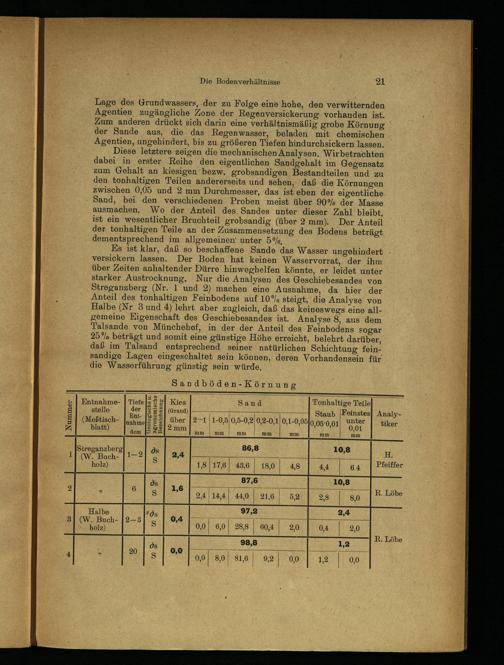 Die Bodenverhältnisse 21
Lage des Grundwassers, der zu Folge eine hohe, den verwitternden
Agentien zugängliche Zone der Regenversickerung vorhanden ist.
Zum anderen drückt sich darin eine verhältnismäßig grobe Körnung
der Sande aus, die das Regenwasser, beladen mit chemischen
Agentien, ungehindert, bis zu größeren Tiefen hindurchsickern lassen.
Diese letztere zeigen die mechanischen Analysen. Wir betrachten
dabei in erster Reihe den eigentlichen Sandgehalt im Gegensatz
zum Gehalt an kiesigen bezw. grobsandigen Bestandteilen und zu
den tonhaltigen Teilen andererseits und sehen, daß die Körnungen
zwischen 0,05 und 2 mm Durchmesser, das ist eben der eigentliche
Sand, bei den verschiedenen Proben meist über 90% der Masse
ausmachen. Wo der Anteil des Sandes unter dieser Zahl bleibt,
ist ein wesentlicher Bruchteil grobsandig (über 2 mm). Der Anteil
der tonhaltigen Teile an der Zusammensetzung des Bodens beträgt
dementsprechend im allgemeinen unter 5%.
Es ist klar, daß so beschaffene Sande das Wasser ungehindert
versickern lassen. Der Boden hat keinen Wasservorrat, der ihm
über Zeiten anhaltender Dürre hinweghelfen könnte, er leidet unter
starker Austrocknung. Nur die Analysen des Geschiebesandes von
Streganzberg (Nr. 1 und 2) machen eine Ausnahme, da hier der
Anteil des tonhaltigen Feinbodens auf 10% steigt, die Analyse von
Halbe (Nr 3 und 4) lehrt aber zugleich, daß das keineswegs eine all-
gemeine Eigenschaft des Geschiebesandes ist. Analyse 8, aus dem
Talsande von Münchehof, in der der Anteil des Feinbodens sogar
25% beträgt und somit eine günstige Höhe erreicht, belehrt darüber,
daß im Talsand entsprechend seiner natürlichen Schichtung fein-
sandige Lagen eingeschaltet sein können, deren Vorhandensein für
die Wasserführung günstig sein würde.
Sandböden-Körnung
Nummer | Entnahme-stelle (Meßtisch-blatt) | Tiefe der Ent-nahme dcm | Geologische u. agronomische Bezeichnung | Kies (Grand) über 2 mm | Sand | Tonhaltige Teile | Analy-tiker
2—1 mm | 1-0,5 mm | 0,5-0,2 mm | 0,2-0,1 mm | 0,1-0,05 mm | Staub 0,05-0,01 mm | Feinstes unter 0,01 mm
1 | Streganzberg (W. Buch-holz) | 1—2 | ∂s S | 2,4 | 86,8 | 10,8 | H. Pfeiffer
1,8 | 17,6 | 43,6 | 18,0 | 4,8 | 4,4 | 6 4
2 | „ | 6 | ∂s S | 1,6 | 87,6 | 10,8 | R. Löbe
2,4 | 14,4 | 44,0 | 21,6 | 5,2 | 2,8 | 8,0
3 | Halbe (W. Buch-holz) | 2—3 | ∂s S | 0,4 | 97,2 | 2,4
0,0 | 6,0 | 28,8 | 60,4 | 2,0 | 0,4 | 2,0
R. Löbe
4 | „ | 20 | ∂s S | 0,0 | 98,8 | 1,2
0,0 | 8,0 | 81,6 | 9,2 | 0,0 | 1,2 | 0,0